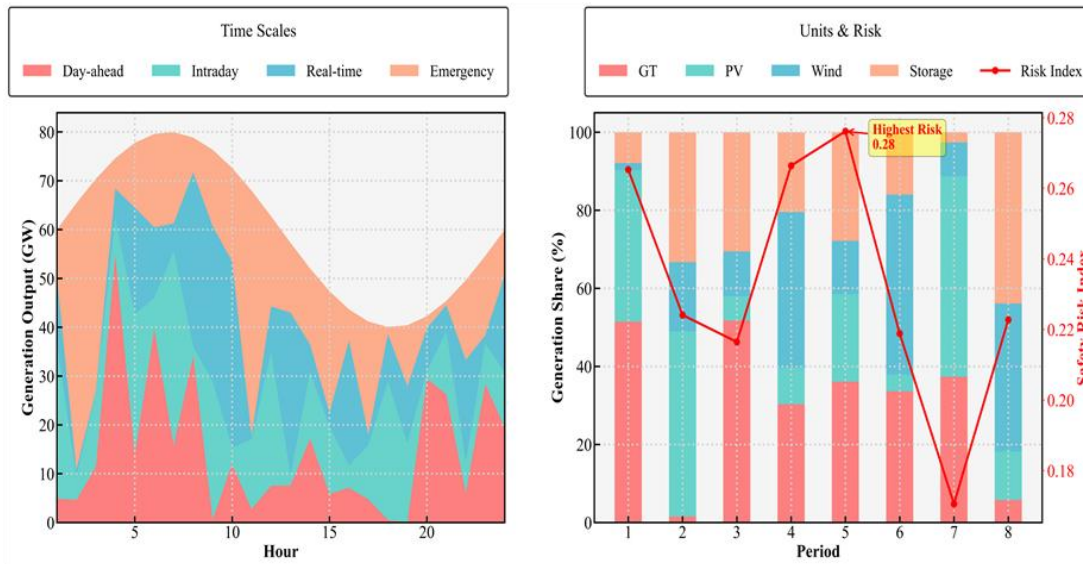 Time Scales
Day-ahead Intraday Real-time Emergency
Generation Output (GW)
80
70
60
50
40
30
20
10
0
5 10 15 20
Hour
Units & Risk
GT PV Wind Storage Risk Index
Generation Share (%)
100
80
60
40
20
0
Highest Risk
0.28
0.28
0.26
0.24
0.22
0.20
0.18
Safety Risk Index
1 2 3 4 5 6 7 8
Period